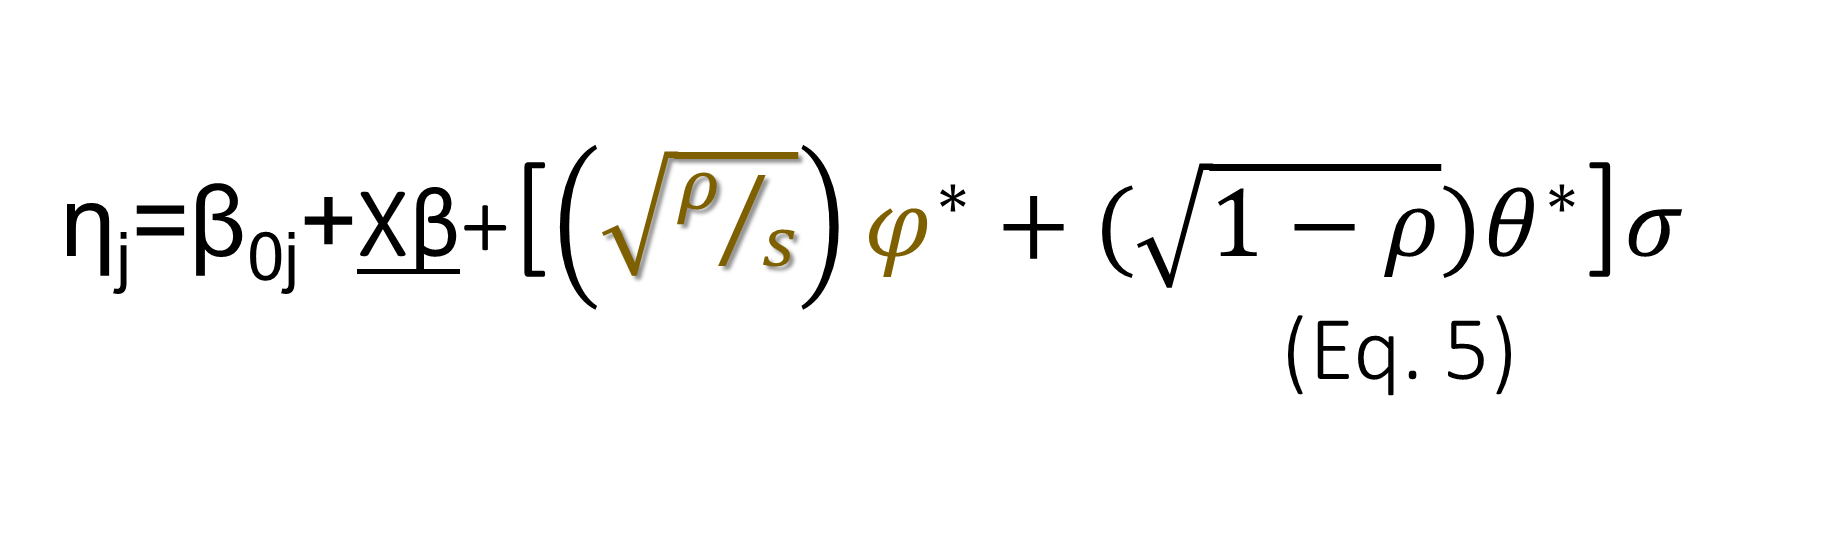 ηj=β0j+Xβ+[(√ρ/s) φ* + (√1 − ρ)θ*]σ
(Eq. 5)